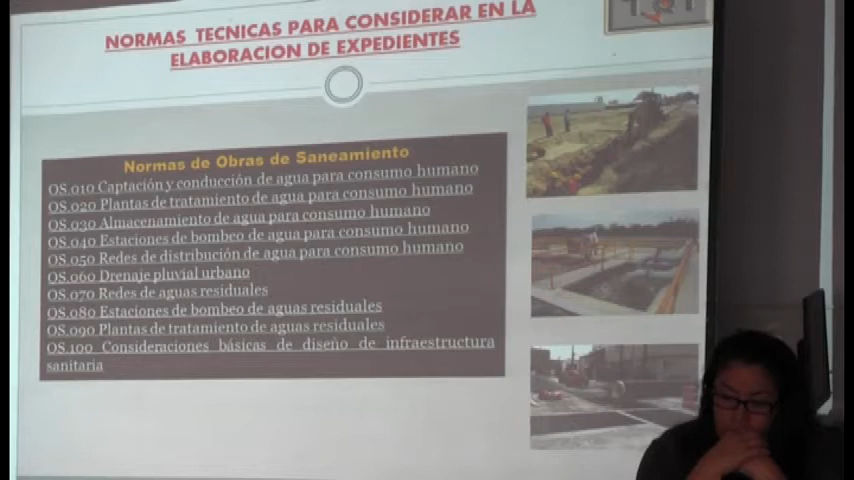 NORMAS TECNICAS PARA CONSIDERAR EN LA
ELABORACION DE EXPEDIENTES
Normas de Obras de Saneamiento
OS.010 Captación y conducción de agua para consumo humano
OS.020 Plantas de tratamiento de agua para consumo humano
OS.030 Almacenamiento de agua para consumo humano
OS.040 Estaciones de bombeo de agua para consumo humano
OS.050 Redes de distribución de agua para consumo humano
OS.060 Drenaje pluvial urbano
OS.070 Redes de aguas residuales
OS.080 Estaciones de bombeo de aguas residuales
OS.090 Plantas de tratamiento de aguas residuales
OS.100 Consideraciones básicas de diseño de infraestructura
sanitaria